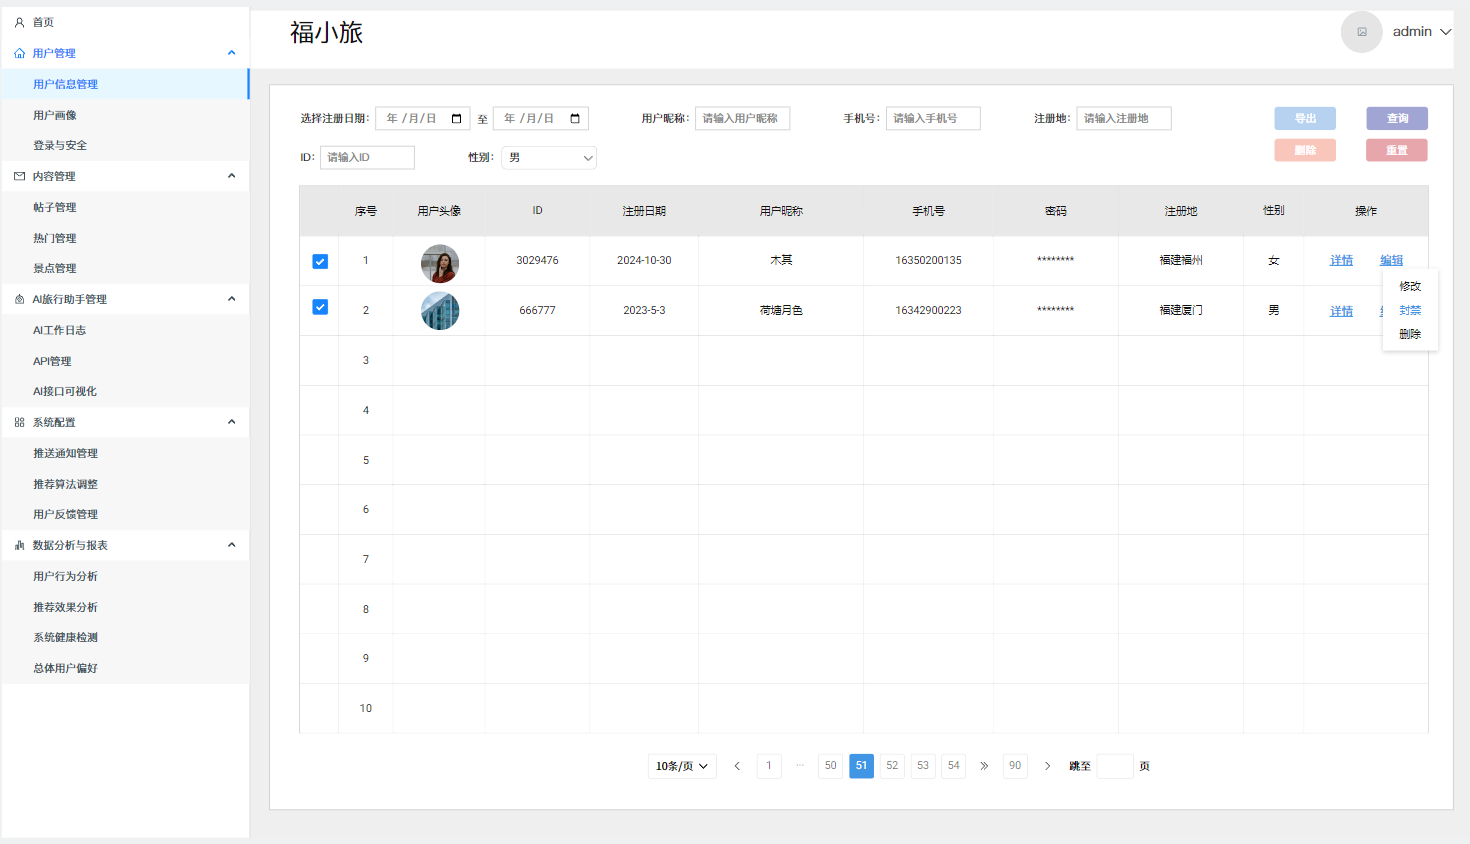 首页
用户管理
用户信息管理
用户画像
登录与安全
内容管理
帖子管理
热门管理
景点管理
AI旅行助手管理
AI工作日志
API管理
AI接口可视化
系统配置
推送通知管理
推荐算法调整
用户反馈管理
数据分析与报表
用户行为分析
推荐效果分析
系统健康检测
总体用户偏好
福小旅
admin
选择注册日期: 年 /月/日 至 年 /月/日 用户昵称: 请输入用户昵称 手机号: 请输入手机号 注册地: 请输入注册地 导出 查询
ID: 请输入ID 性别: 男 删除 重置
序号 用户头像 ID 注册日期 用户昵称 手机号 密码 注册地 性别 操作
1 3029476 2024-10-30 木冥 16350200135 ******** 福建福州 女 详情 编辑
2 666777 2023-5-3 荷塘月色 16342900223 ******** 福建厦门 男 详情
修改
封禁
删除
3
4
5
6
7
8
9
10
10条/页 1 ... 50 51 52 53 54 90 跳至 页